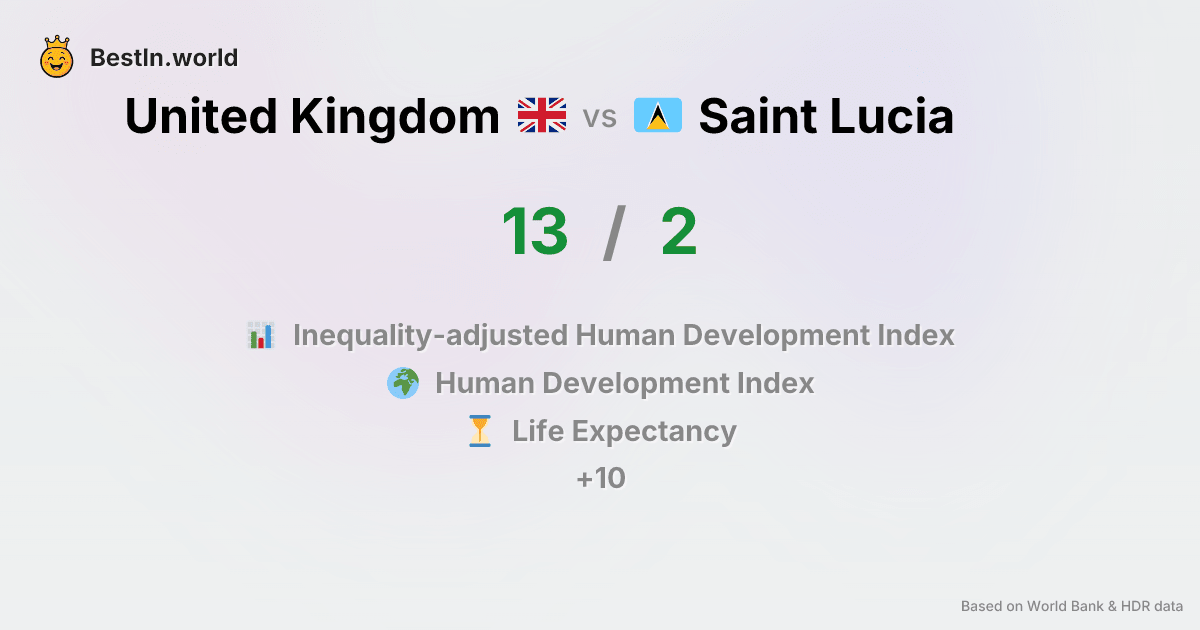 BestIn.world
United Kingdom vs Saint Lucia
13 / 2
Inequality-adjusted Human Development Index
Human Development Index
Life Expectancy
+10
Based on World Bank & HDR data